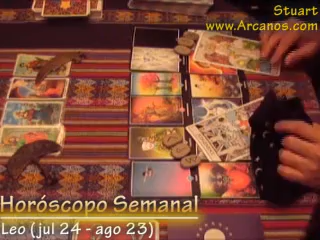 Stuart
www.Arcanos.com
Horóscopo Semanal
Leo (jul 24 - ago 23)